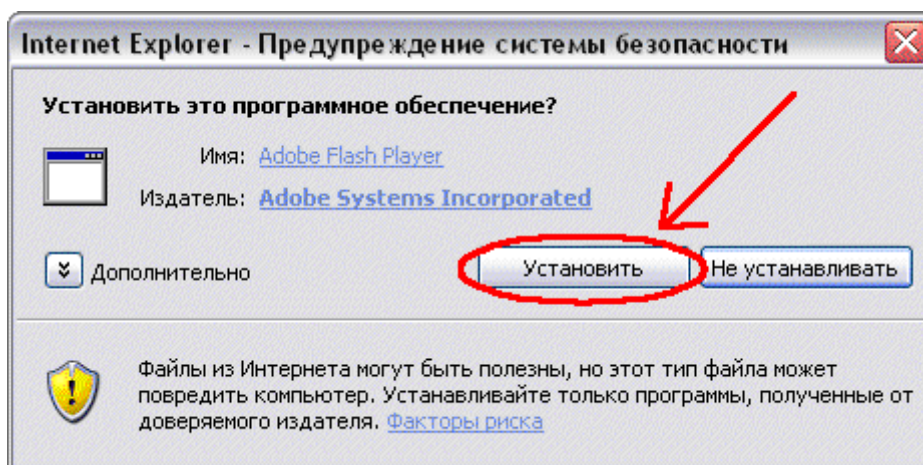 Internet Explorer - Предупреждение системы безопасности
Установить это программное обеспечение?
Имя: Adobe Flash Player
Издатель: Adobe Systems Incorporated
Дополнительно
Установить
Не устанавливать
Файлы из Интернета могут быть полезны, но этот тип файла может
повредить компьютер. Устанавливайте только программы, полученные от
доверяемого издателя. Факторы риска